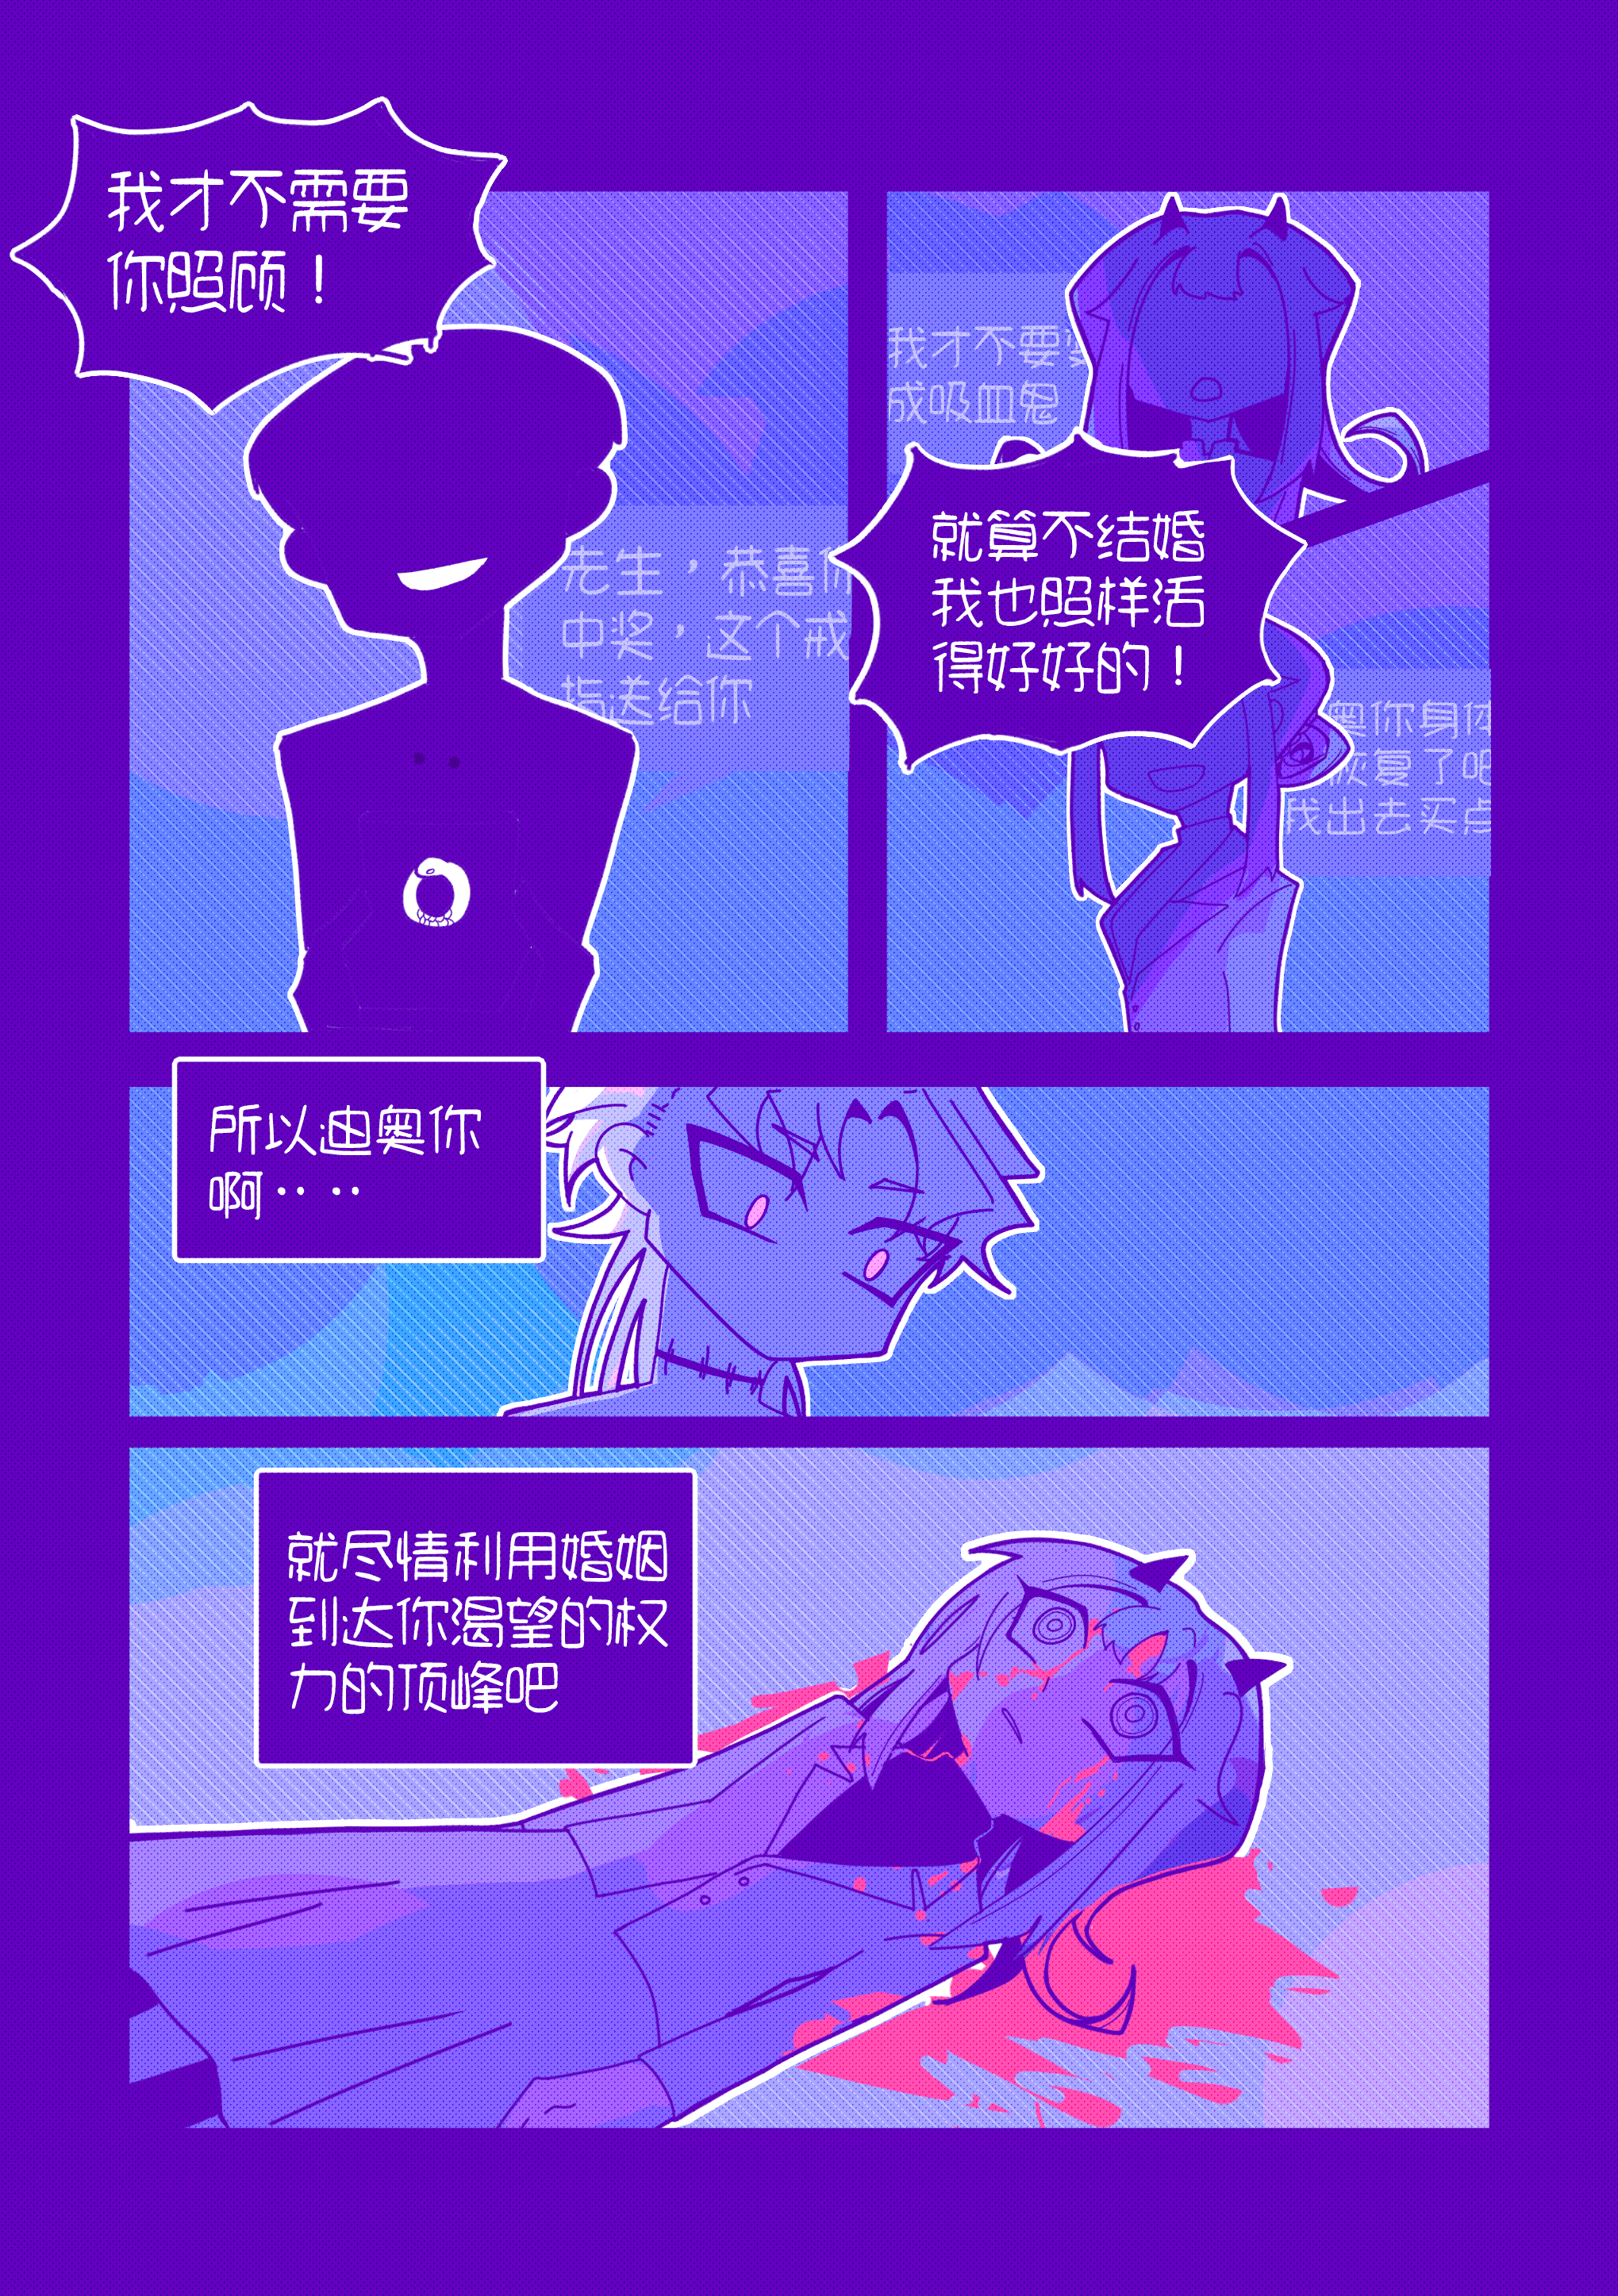 我才不需要
你照顾！
先生，恭喜你
中奖，这个戒
指送给你
我才不要变
成吸血鬼
就算不结婚
我也照样活
得好好的！
奥你身体
恢复了吧
我出去买点
所以迪奥你
啊‥‥
就尽情利用婚姻
到达你渴望的权
力的顶峰吧